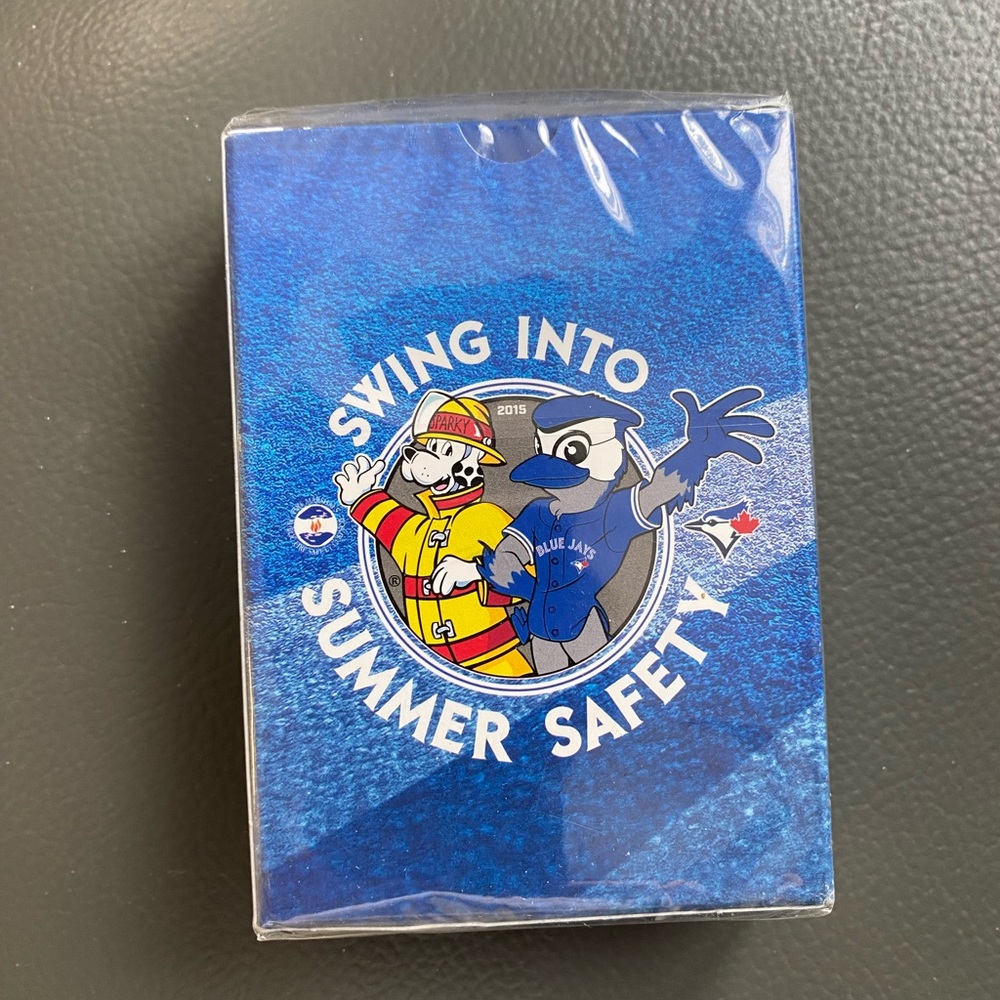 SWING INTO
2015
SPARKY
BLUE JAYS
®
SUMMER SAFETY